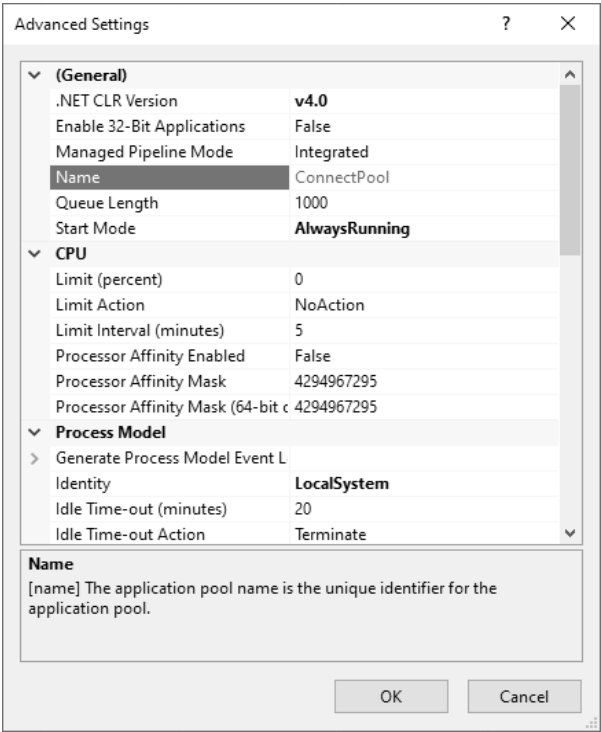 Advanced Settings ?
(General)
.NET CLR Version v4.0
Enable 32-Bit Applications False
Managed Pipeline Mode Integrated
Name ConnectPool
Queue Length 1000
Start Mode AlwaysRunning
CPU
Limit (percent) 0
Limit Action NoAction
Limit Interval (minutes) 5
Processor Affinity Enabled False
Processor Affinity Mask 4294967295
Processor Affinity Mask (64-bit c 4294967295
Process Model
Generate Process Model Event L
Identity LocalSystem
Idle Time-out (minutes) 20
Idle Time-out Action Terminate
Name
[name] The application pool name is the unique identifier for the
application pool.
OK Cancel